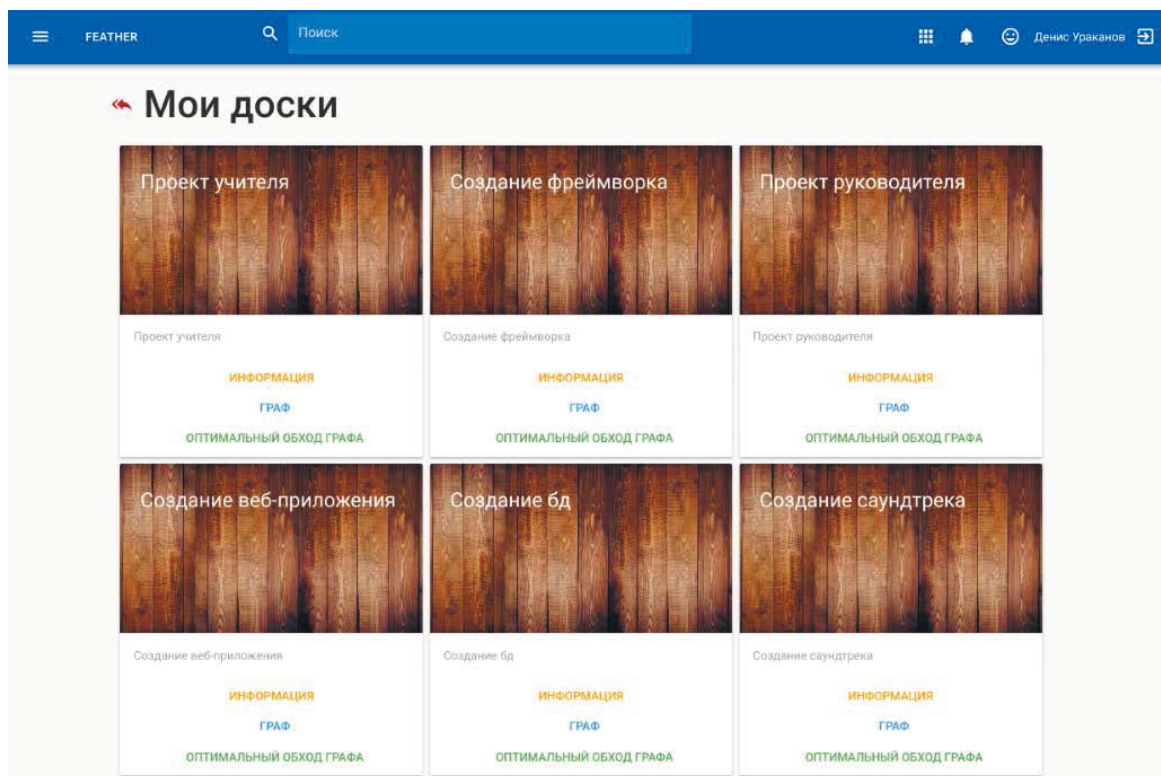 FEATHER Поиск Денис Ураканов
Мои доски
Проект учителя Создание фреймворка Проект руководителя
Проект учителя Создание фреймворка Проект руководителя
ИНФОРМАЦИЯ ИНФОРМАЦИЯ ИНФОРМАЦИЯ
ГРАФ ГРАФ ГРАФ
ОПТИМАЛЬНЫЙ ОБХОД ГРАФА ОПТИМАЛЬНЫЙ ОБХОД ГРАФА ОПТИМАЛЬНЫЙ ОБХОД ГРАФА
Создание веб-приложения Создание бд Создание саундтрека
Создание веб-приложения Создание бд Создание саундтрека
ИНФОРМАЦИЯ ИНФОРМАЦИЯ ИНФОРМАЦИЯ
ГРАФ ГРАФ ГРАФ
ОПТИМАЛЬНЫЙ ОБХОД ГРАФА ОПТИМАЛЬНЫЙ ОБХОД ГРАФА ОПТИМАЛЬНЫЙ ОБХОД ГРАФА